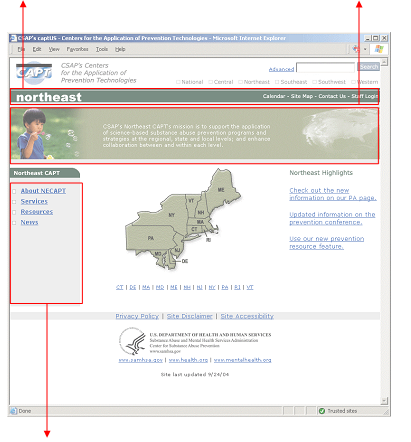 CSAP's captUS - Centers for the Application of Prevention Technologies - Microsoft Internet Explorer
File Edit View Favorites Tools Help
CAPT
CSAP's Centers
for the Application of
Prevention Technologies
Advanced Search
National Central Northeast Southeast Southwest Western
northeast
Calendar - Site Map - Contact Us - Staff Login
CSAP's Northeast CAPT's mission is to support the application
of science-based substance abuse prevention programs and
strategies at the regional, state and local levels; and enhance
collaboration between and within each level.
Northeast CAPT
About NECAPT
Services
Resources
News
ME
VT
NH
NY
MA
CT
RI
PA
NJ
MD
DE
Northeast Highlights
Check out the new
information on our PA page.
Updated information on the
prevention conference.
Use our new prevention
resource feature.
CT | DE | MA | MD | ME | NH | NJ | NY | PA | RI | VT
Privacy Policy | Site Disclaimer | Site Accessibility
U.S. DEPARTMENT OF HEALTH AND HUMAN SERVICES
Substance Abuse and Mental Health Services Administration
Center for Substance Abuse Prevention
www.samhsa.gov
www.samhsa.gov | www.health.org | www.mentalhealth.org
Site last updated 9/24/04
Done
Trusted sites